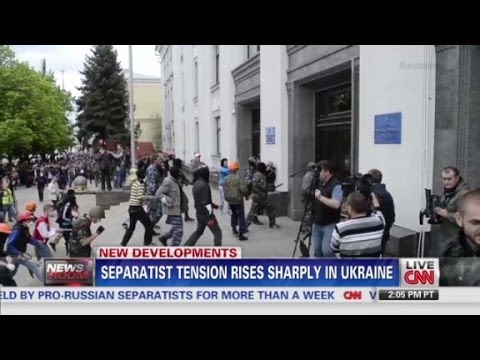 Reuters
NEW DEVELOPMENTS
NEWS
ROOM
SEPARATIST TENSION RISES SHARPLY IN UKRAINE
LIVE
CNN
ELD BY PRO-RUSSIAN SEPARATISTS FOR MORE THAN A WEEK CNN
2:05 PM PT